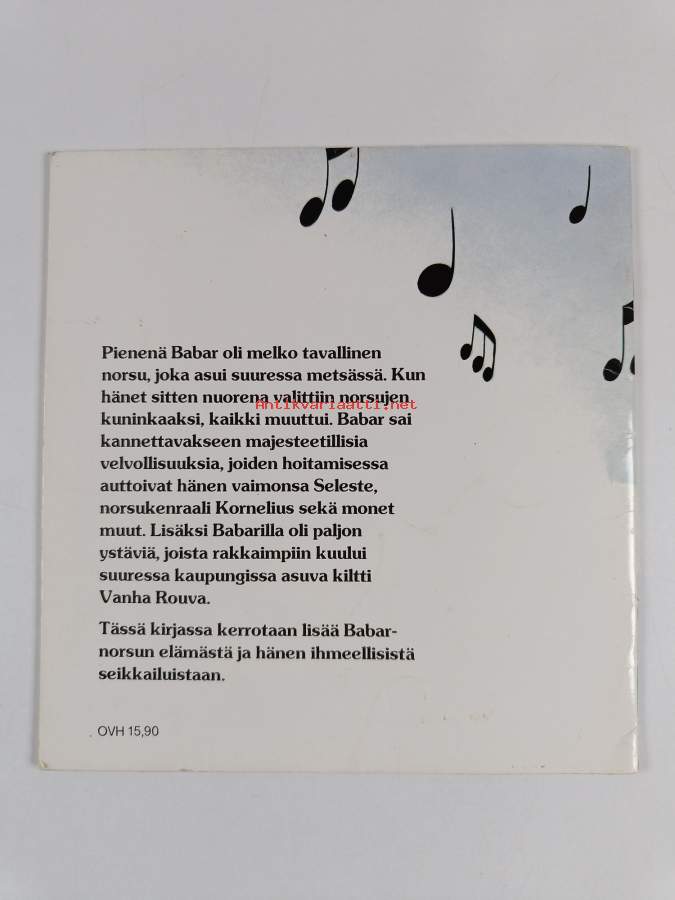 Pienenä Babar oli melko tavallinen
norsu, joka asui suuressa metsässä. Kun
hänet sitten nuorena valittiin norsujen
Antikvariaatti.net
kuninkaaksi, kaikki muuttui. Babar sai
kannettavakseen majesteetillisia
velvollisuuksia, joiden hoitamisessa
auttoivat hänen vaimonsa Seleste,
norsukenraali Kornelius sekä monet
muut. Lisäksi Babarilla oli paljon
ystäviä, joista rakkaimpiin kuului
suuressa kaupungissa asuva kiltti
Vanha Rouva.
Tässä kirjassa kerrotaan lisää Babar-
norsun elämästä ja hänen ihmeellisistä
seikkailuistaan.
OVH 15,90